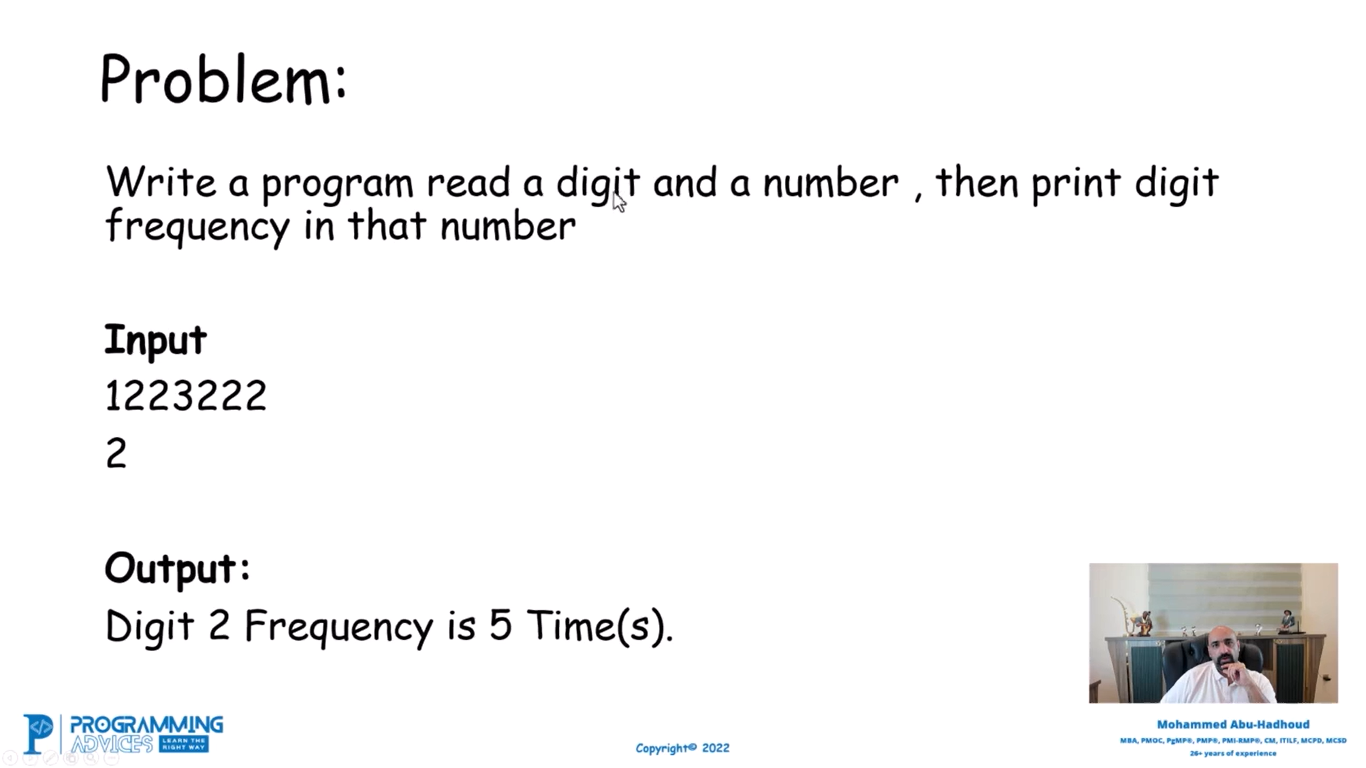 Problem:
Write a program read a digit and a number , then print digit
frequency in that number
Input
1223222
2
Output:
Digit 2 Frequency is 5 Time(s).
PROGRAMMING
ADVICES LEARN THE RIGHT WAY
Copyright© 2022
Mohammed Abu-Hadhoud
MBA, PMOC, PgMP®, PMP®, PMI-RMP®, CM, ITILF, MCPD, MCSD
26+ years of experience